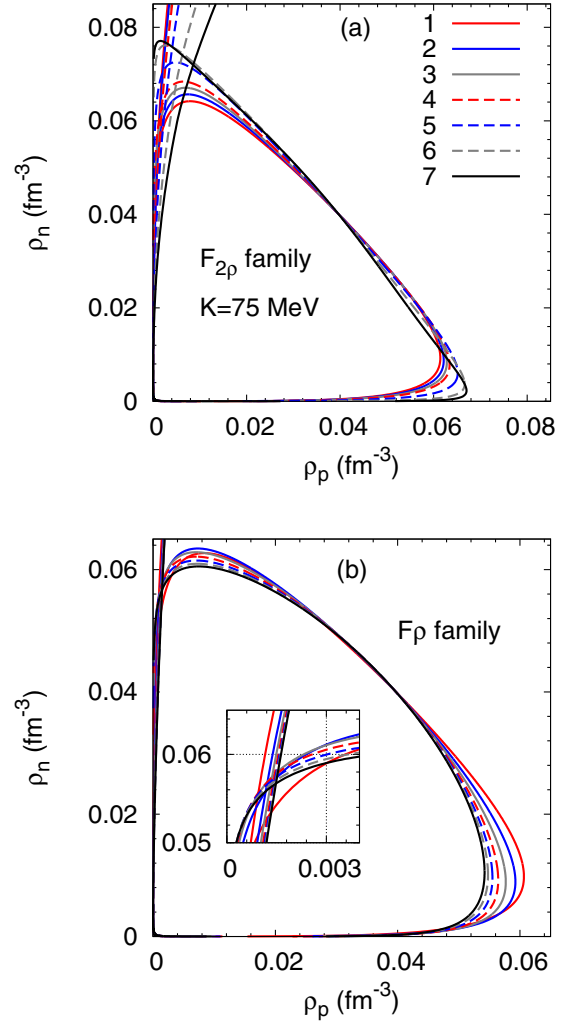 (a)
1
2
3
4
5
6
7
0.08
0.06
0.04
0.02
0
ρn (fm-3)
F2ρ family
K=75 MeV
0 0.02 0.04 0.06 0.08
ρp (fm-3)
(b)
Fρ family
0.06
0.04
0.02
0
ρn (fm-3)
0.06
0.05
0 0.003
0 0.02 0.04 0.06
ρp (fm-3)